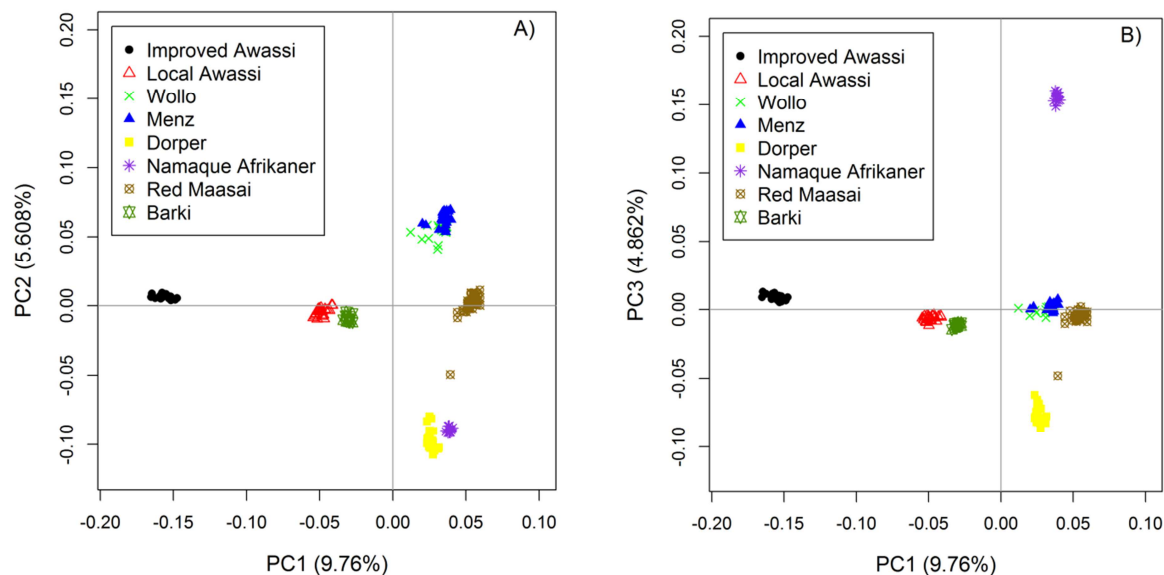 A)
Improved Awassi
Local Awassi
Wollo
Menz
Dorper
Namaque Afrikaner
Red Maasai
Barki
PC2 (5.608%)
0.20
0.15
0.10
0.05
0.00
-0.05
-0.10
-0.20 -0.15 -0.10 -0.05 0.00 0.05 0.10
PC1 (9.76%)
B)
Improved Awassi
Local Awassi
Wollo
Menz
Dorper
Namaque Afrikaner
Red Maasai
Barki
PC3 (4.862%)
0.20
0.15
0.10
0.05
0.00
-0.05
-0.10
-0.20 -0.15 -0.10 -0.05 0.00 0.05 0.10
PC1 (9.76%)